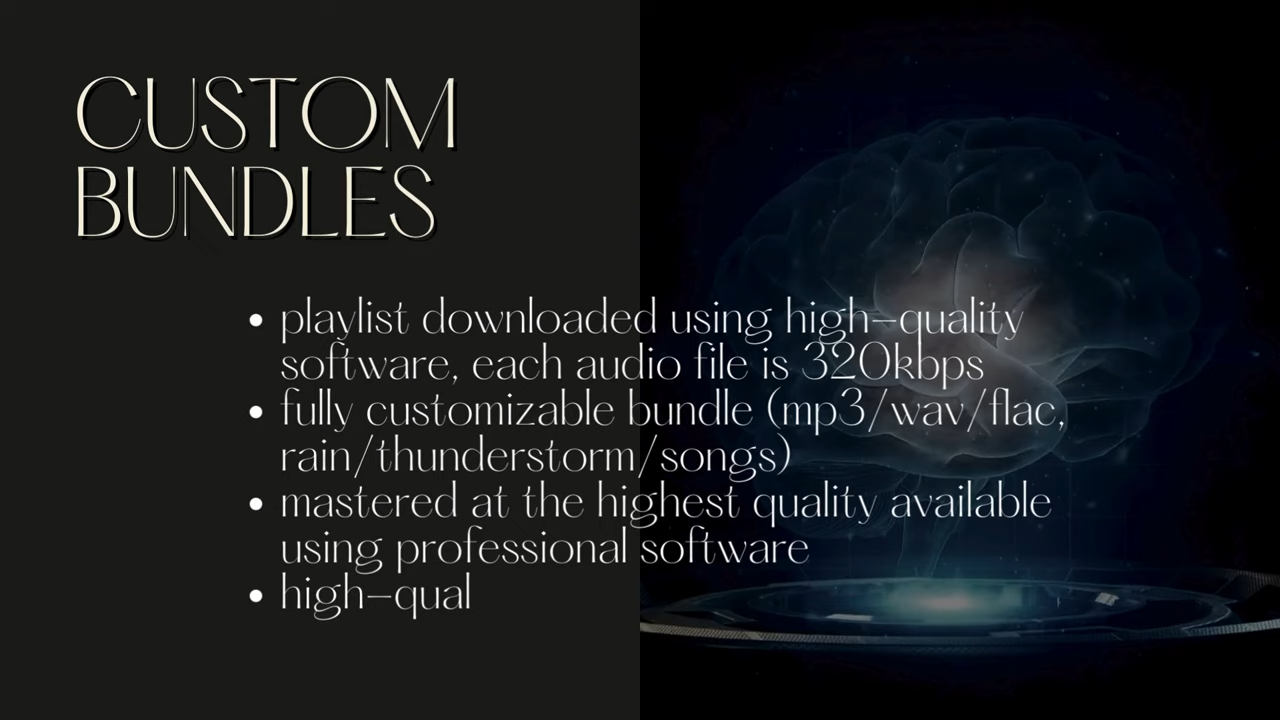 CUSTOM
BUNDLES
• playlist downloaded using high-quality
software, each audio file is 320kbps
• fully customizable bundle (mp3/wav/flac,
rain/thunderstorm/songs)
• mastered at the highest quality available
using professional software
• high-qual